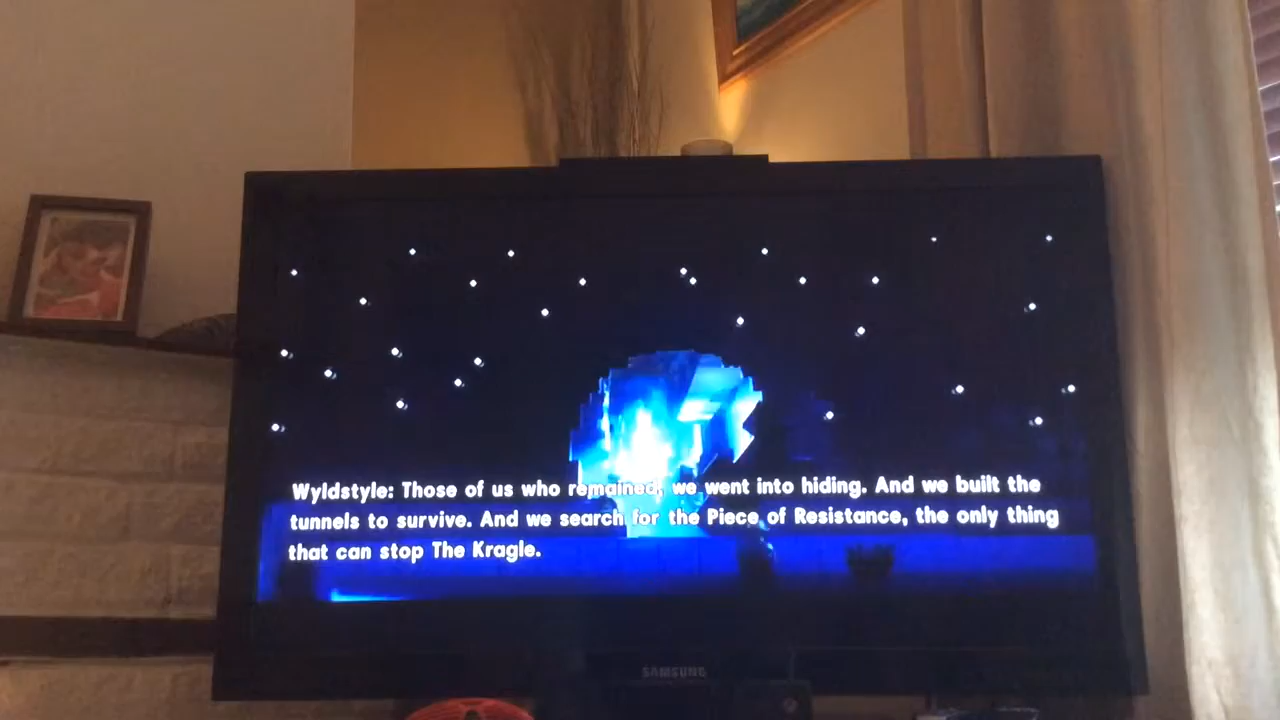 Wyldstyle: Those of us who remained, we went into hiding. And we built the
tunnels to survive. And we search for the Piece of Resistance, the only thing
that can stop The Kragle.
SAMSUNG